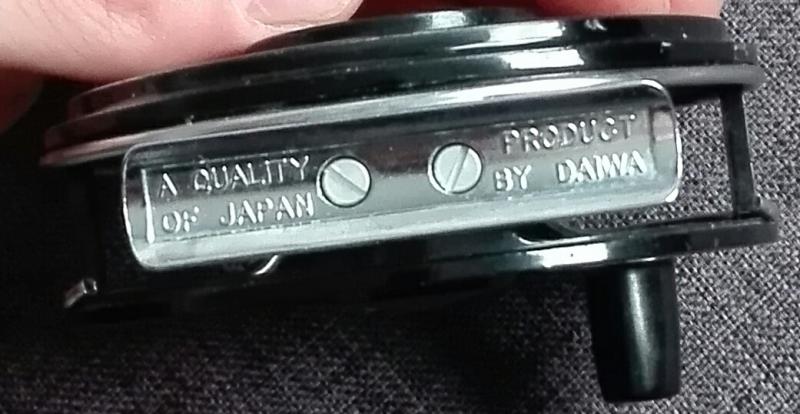 A QUALITY
OF JAPAN
PRODUCT
BY DAIWA